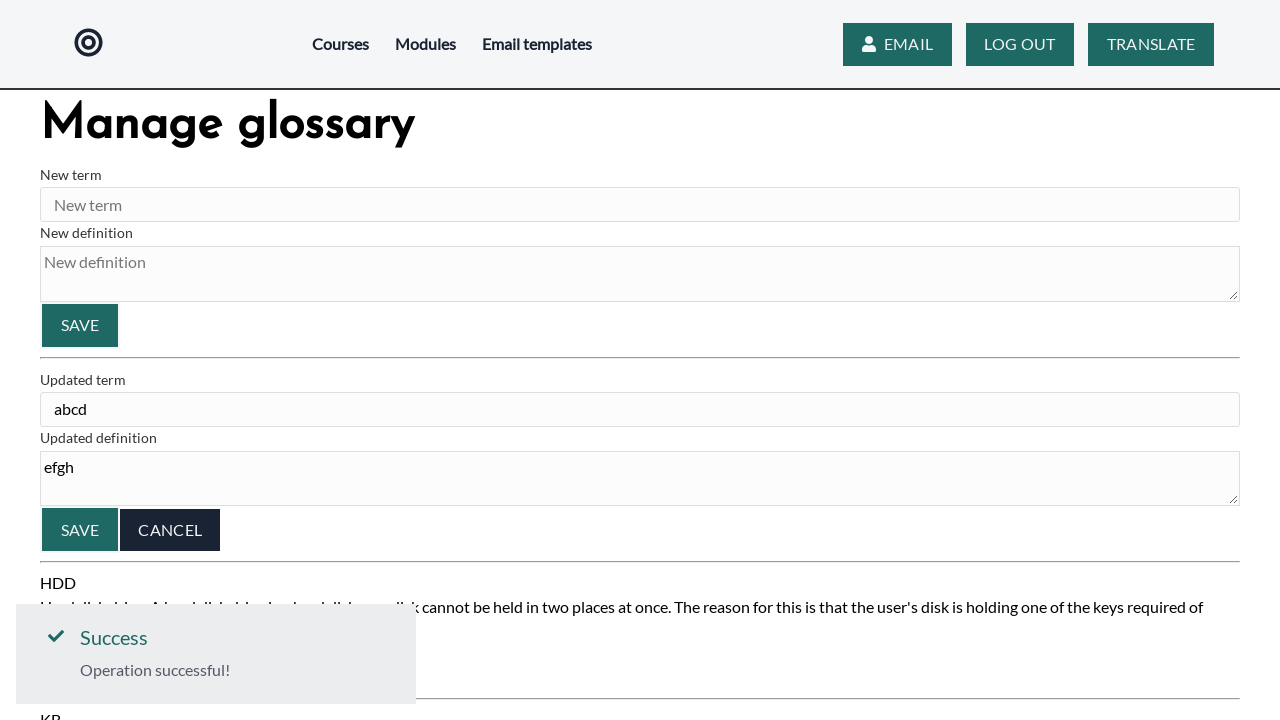 Courses Modules Email templates EMAIL LOG OUT TRANSLATE
Manage glossary
New term
New term
New definition
New definition
SAVE
Updated term
abcd
Updated definition
efgh
SAVE CANCEL
HDD
cannot be held in two places at once. The reason for this is that the user's disk is holding one of the keys required of
Success
Operation successful!
KB